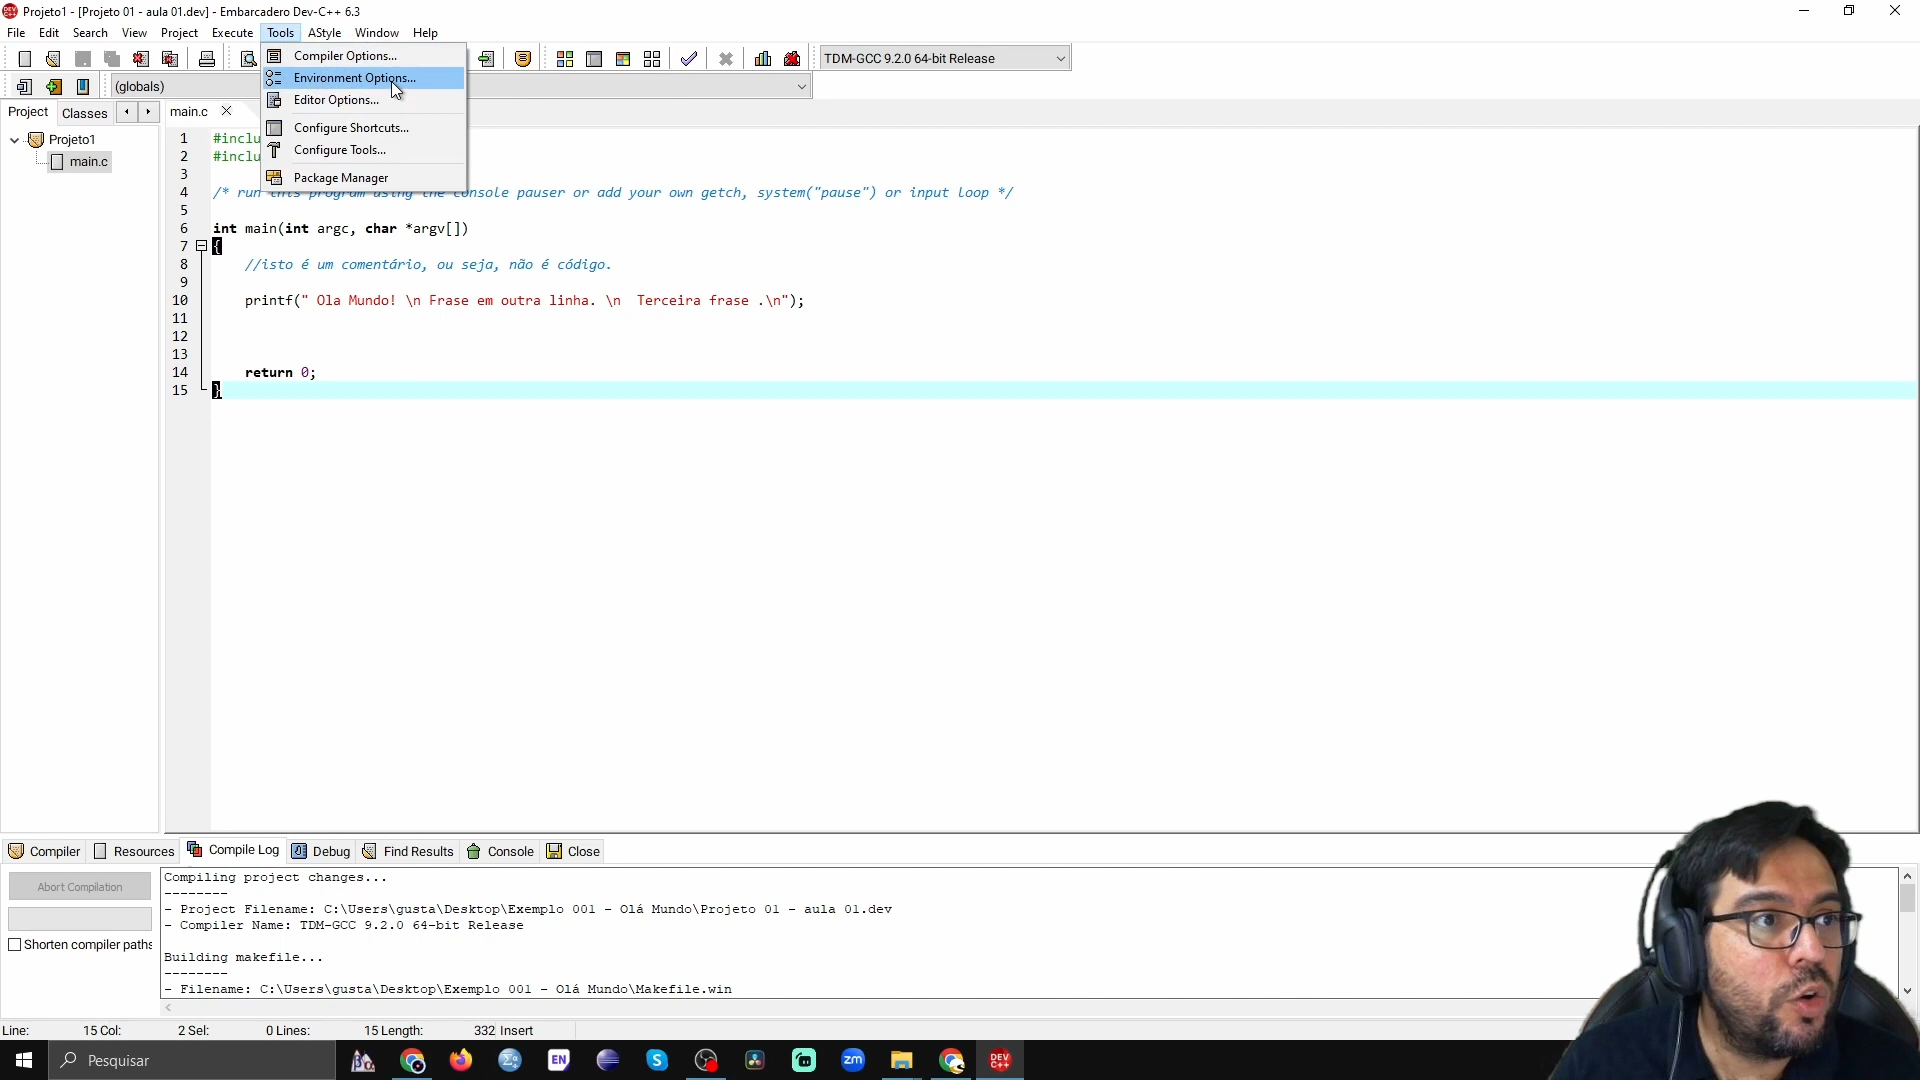 Projeto1 - [Projeto 01 - aula 01.dev] - Embarcadero Dev-C++ 6.3
File Edit Search View Project Execute Tools AStyle Window Help
TDM-GCC 9.2.0 64-bit Release
Compiler Options...
Environment Options...
Editor Options...
Configure Shortcuts...
Configure Tools...
Package Manager
(globals)
Project Classes
main.c
Projeto1
main.c
1 #inclu
2 #inclu
3
4 /* run this program using the console pauser or add your own getch, system("pause") or input loop */
5
6 int main(int argc, char *argv[])
7 {
8 //isto é um comentário, ou seja, não é código.
9
10 printf(" Ola Mundo! \n Frase em outra linha. \n  Terceira frase .\n");
11
12
13
14 return 0;
15 }
Compiler Resources Compile Log Debug Find Results Console Close
Abort Compilation
Shorten compiler paths
Compiling project changes...
--------
- Project Filename: C:\Users\gusta\Desktop\Exemplo 001 - Olá Mundo\Projeto 01 - aula 01.dev
- Compiler Name: TDM-GCC 9.2.0 64-bit Release
Building makefile...
--------
- Filename: C:\Users\gusta\Desktop\Exemplo 001 - Olá Mundo\Makefile.win
Line: 15 Col: 2 Sel: 0 Lines: 15 Length: 332 Insert
Pesquisar
EN
zm
DEV C++